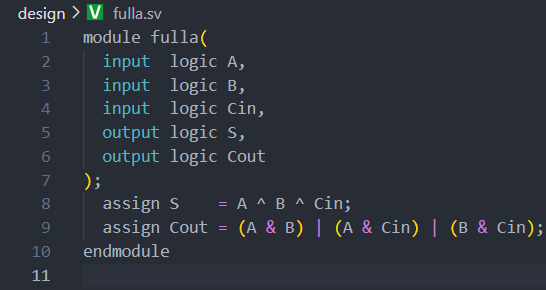 design > fulla.sv
1 module fulla(
2   input  logic A,
3   input  logic B,
4   input  logic Cin,
5   output logic S,
6   output logic Cout
7 );
8   assign S    = A ^ B ^ Cin;
9   assign Cout = (A & B) | (A & Cin) | (B & Cin);
10 endmodule
11